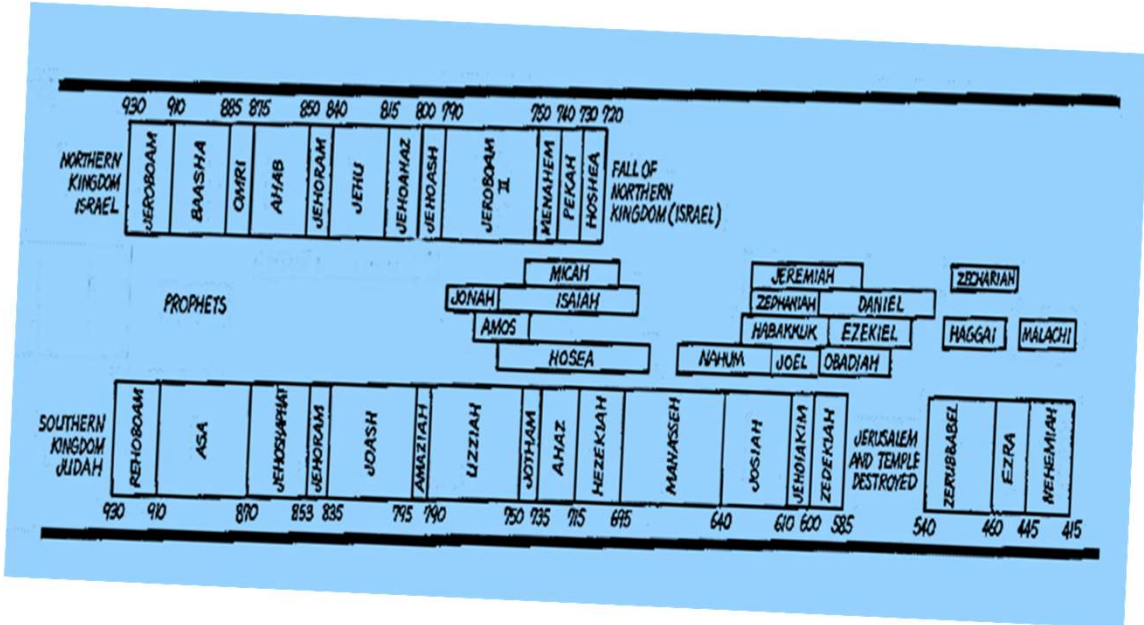 930 910 885 875 850 840 815 800 790 750 740 730 720
NORTHERN
KINGDOM
ISRAEL
JEROBOAM
BAASHA
OMRI
AHAB
JEHORAM
JEHU
JEHOAHAZ
JEHOASH
JEROBOAM
II
MENAHEM
PEKAH
HOSHEA
FALL OF
NORTHERN
KINGDOM (ISRAEL)
PROPHETS
MICAH
JEREMIAH
ZECHARIAH
JONAH
ISAIAH
ZEPHANIAH
DANIEL
AMOS
HABAKKUK
EZEKIEL
HAGGAI
MALACHI
HOSEA
NAHUM
JOEL
OBADIAH
SOUTHERN
KINGDOM
JUDAH
REHOBOAM
ASA
JEHOSHAPHAT
JEHORAM
JOASH
AMAZIAH
UZZIAH
JOTHAM
AHAZ
HEZEKIAH
MANASSEH
JOSIAH
JEHOIAKIM
ZEDEKIAH
JERUSALEM
AND TEMPLE
DESTROYED
ZERUBBABEL
EZRA
NEHEMIAH
930 910 870 853 835 795 790 750 735 715 695 640 610 600 585 540 460 445 415